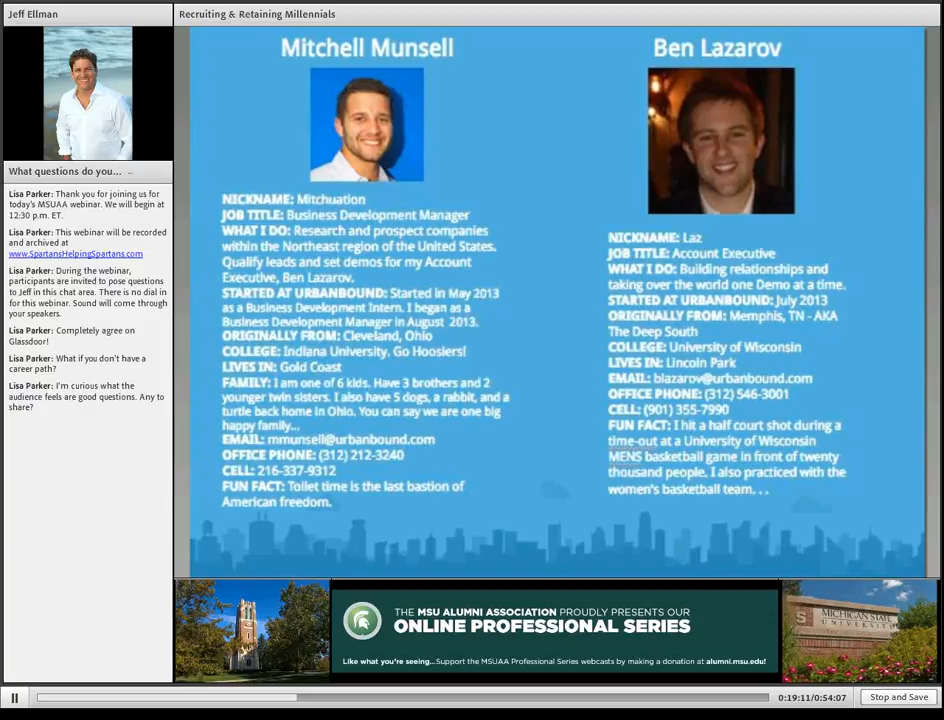 Jeff Ellman
Recruiting & Retaining Millennials
What questions do you... ..
Lisa Parker: Thank you for joining us for
today's MSUAA webinar. We will begin at
12:30 p.m. ET.
Lisa Parker: This webinar will be recorded
and archived at
www.SpartansHelpingSpartans.com
Lisa Parker: During the webinar,
participants are invited to pose questions
to Jeff in this chat area. There is no dial in
for this webinar. Sound will come through
your speakers.
Lisa Parker: Completely agree on
Glassdoor!
Lisa Parker: What if you don't have a
career path?
Lisa Parker: I'm curious what the
audience feels are good questions. Any to
share?
Mitchell Munsell
NICKNAME: Mitchuation
JOB TITLE: Business Development Manager
WHAT I DO: Research and prospect companies
within the Northeast region of the United States.
Qualify leads and set demos for my Account
Executive, Ben Lazarov.
STARTED AT URBANBOUND: Started in May 2013
as a Business Development Intern. I began as a
Business Development Manager in August 2013.
ORIGINALLY FROM: Cleveland, Ohio
COLLEGE: Indiana University. Go Hoosiers!
LIVES IN: Gold Coast
FAMILY: I am one of 6 kids. Have 3 brothers and 2
younger twin sisters. I also have 5 dogs, a rabbit, and a
turtle back home in Ohio. You can say we are one big
happy family...
EMAIL: mmunsell@urbanbound.com
OFFICE PHONE: (312) 212-3240
CELL: 216-337-9312
FUN FACT: Toilet time is the last bastion of
American freedom.
Ben Lazarov
NICKNAME: Laz
JOB TITLE: Account Executive
WHAT I DO: Building relationships and
taking over the world one Demo at a time.
STARTED AT URBANBOUND: July 2013
ORIGINALLY FROM: Memphis, TN - AKA
The Deep South
COLLEGE: University of Wisconsin
LIVES IN: Lincoln Park
EMAIL: blazarov@urbanbound.com
OFFICE PHONE: (312) 546-3001
CELL: (901) 355-7990
FUN FACT: I hit a half court shot during a
time-out at a University of Wisconsin
MENS basketball game in front of twenty
thousand people. I also practiced with the
women's basketball team. . .
THE MSU ALUMNI ASSOCIATION PROUDLY PRESENTS OUR
ONLINE PROFESSIONAL SERIES
Like what you're seeing...Support the MSUAA Professional Series webcasts by making a donation at alumni.msu.edu!
MICHIGAN STATE
UNIVERSITY
0:19:11/0:54:07
Stop and Save